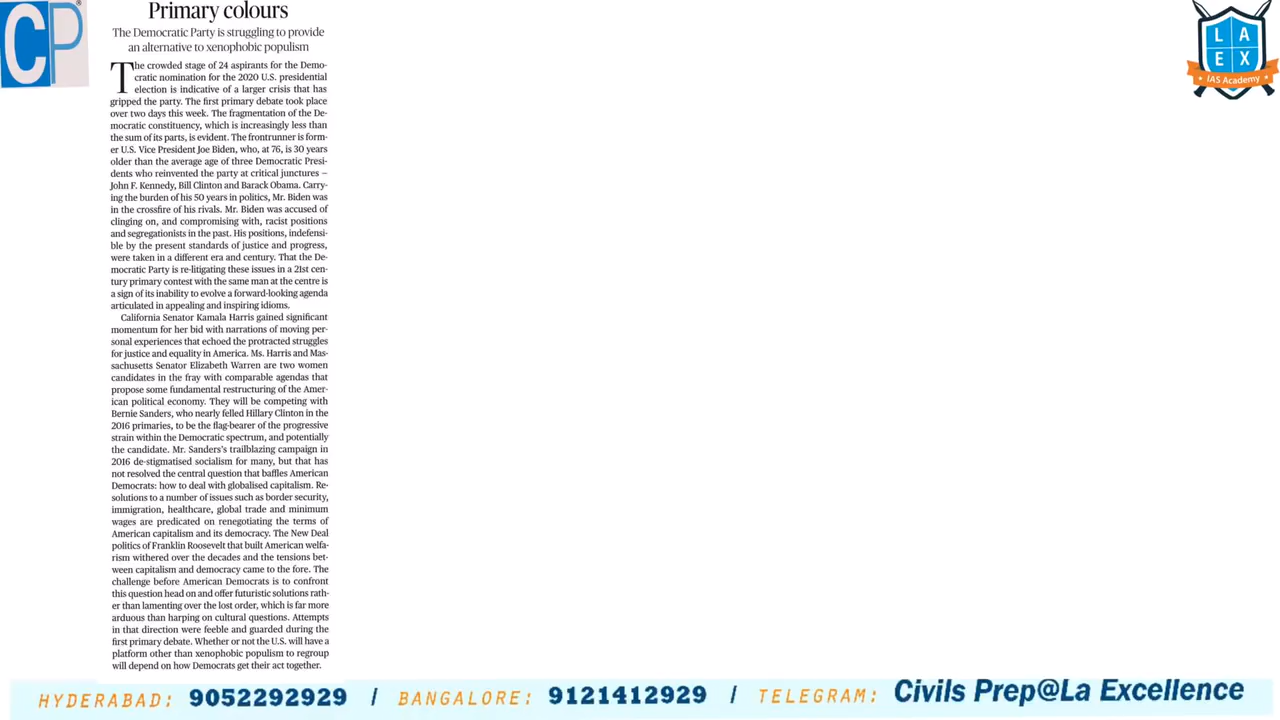 CP
®
Primary colours
The Democratic Party is struggling to provide
an alternative to xenophobic populism
The crowded stage of 24 aspirants for the Demo-
cratic nomination for the 2020 U.S. presidential
election is indicative of a larger crisis that has
gripped the party. The first primary debate took place
over two days this week. The fragmentation of the De-
mocratic constituency, which is increasingly less than
the sum of its parts, is evident. The frontrunner is form-
er U.S. Vice President Joe Biden, who, at 76, is 30 years
older than the average age of three Democratic Presi-
dents who reinvented the party at critical junctures –
John F. Kennedy, Bill Clinton and Barack Obama. Carry-
ing the burden of his 50 years in politics, Mr. Biden was
in the crossfire of his rivals. Mr. Biden was accused of
clinging on, and compromising with, racist positions
and segregationists in the past. His positions, indefensi-
ble by the present standards of justice and progress,
were taken in a different era and century. That the De-
mocratic Party is re-litigating these issues in a 21st cen-
tury primary contest with the same man at the centre is
a sign of its inability to evolve a forward-looking agenda
articulated in appealing and inspiring idioms.
California Senator Kamala Harris gained significant
momentum for her bid with narrations of moving per-
sonal experiences that echoed the protracted struggles
for justice and equality in America. Ms. Harris and Mas-
sachusetts Senator Elizabeth Warren are two women
candidates in the fray with comparable agendas that
propose some fundamental restructuring of the Amer-
ican political economy. They will be competing with
Bernie Sanders, who nearly felled Hillary Clinton in the
2016 primaries, to be the flag-bearer of the progressive
strain within the Democratic spectrum, and potentially
the candidate. Mr. Sanders's trailblazing campaign in
2016 de-stigmatised socialism for many, but that has
not resolved the central question that baffles American
Democrats: how to deal with globalised capitalism. Re-
solutions to a number of issues such as border security,
immigration, healthcare, global trade and minimum
wages are predicated on renegotiating the terms of
American capitalism and its democracy. The New Deal
politics of Franklin Roosevelt that built American welfa-
rism withered over the decades and the tensions bet-
ween capitalism and democracy came to the fore. The
challenge before American Democrats is to confront
this question head on and offer futuristic solutions rath-
er than lamenting over the lost order, which is far more
arduous than harping on cultural questions. Attempts
in that direction were feeble and guarded during the
first primary debate. Whether or not the U.S. will have a
platform other than xenophobic populism to regroup
will depend on how Democrats get their act together.
L A
E X
IAS Academy
HYDERABAD: 9052292929 / BANGALORE: 9121412929 / TELEGRAM: Civils Prep@La Excellence